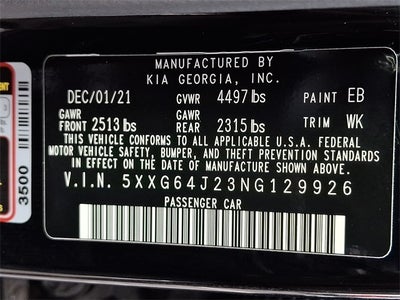 MANUFACTURED BY
KIA GEORGIA, INC.
DEC/01/21 GVWR 4497 lbs PAINT EB
GAWR FRONT 2513 lbs GAWR REAR 2315 lbs TRIM WK
THIS VEHICLE CONFORMS TO ALL APPLICABLE U.S.A. FEDERAL
MOTOR VEHICLE SAFETY, BUMPER, AND THEFT PREVENTION STANDARDS
IN EFFECT ON THE DATE OF MANUFACTURE SHOWN ABOVE.
V.I.N. 5XXG64J23NG129926
PASSENGER CAR
3500